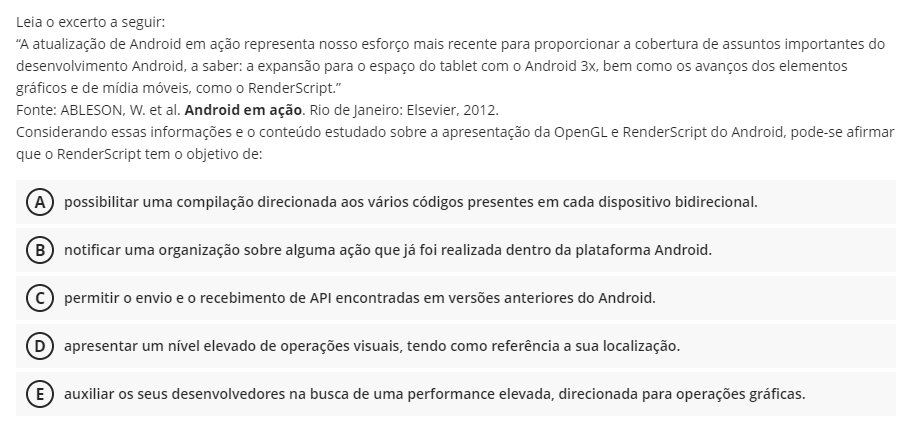 Leia o excerto a seguir:
“A atualização de Android em ação representa nosso esforço mais recente para proporcionar a cobertura de assuntos importantes do
desenvolvimento Android, a saber: a expansão para o espaço do tablet com o Android 3x, bem como os avanços dos elementos
gráficos e de mídia móveis, como o RenderScript.”
Fonte: ABLESON, W. et al. Android em ação. Rio de Janeiro: Elsevier, 2012.
Considerando essas informações e o conteúdo estudado sobre a apresentação da OpenGL e RenderScript do Android, pode-se afirmar
que o RenderScript tem o objetivo de:
A possibilitar uma compilação direcionada aos vários códigos presentes em cada dispositivo bidirecional.
B notificar uma organização sobre alguma ação que já foi realizada dentro da plataforma Android.
C permitir o envio e o recebimento de API encontradas em versões anteriores do Android.
D apresentar um nível elevado de operações visuais, tendo como referência a sua localização.
E auxiliar os seus desenvolvedores na busca de uma performance elevada, direcionada para operações gráficas.